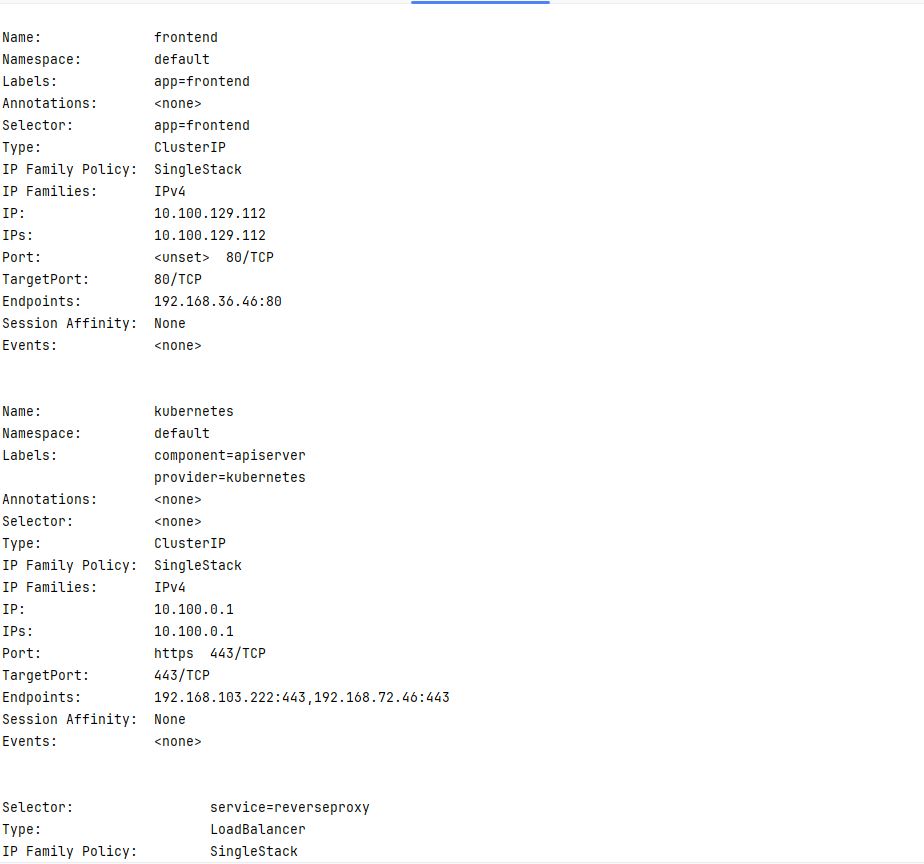 Name:              frontend
Namespace:         default
Labels:            app=frontend
Annotations:       <none>
Selector:          app=frontend
Type:              ClusterIP
IP Family Policy:  SingleStack
IP Families:       IPv4
IP:                10.100.129.112
IPs:               10.100.129.112
Port:              <unset>  80/TCP
TargetPort:        80/TCP
Endpoints:         192.168.36.46:80
Session Affinity:  None
Events:            <none>
Name:              kubernetes
Namespace:         default
Labels:            component=apiserver
                   provider=kubernetes
Annotations:       <none>
Selector:          <none>
Type:              ClusterIP
IP Family Policy:  SingleStack
IP Families:       IPv4
IP:                10.100.0.1
IPs:               10.100.0.1
Port:              https  443/TCP
TargetPort:        443/TCP
Endpoints:         192.168.103.222:443,192.168.72.46:443
Session Affinity:  None
Events:            <none>
Selector:                 service=reverseproxy
Type:                     LoadBalancer
IP Family Policy:         SingleStack